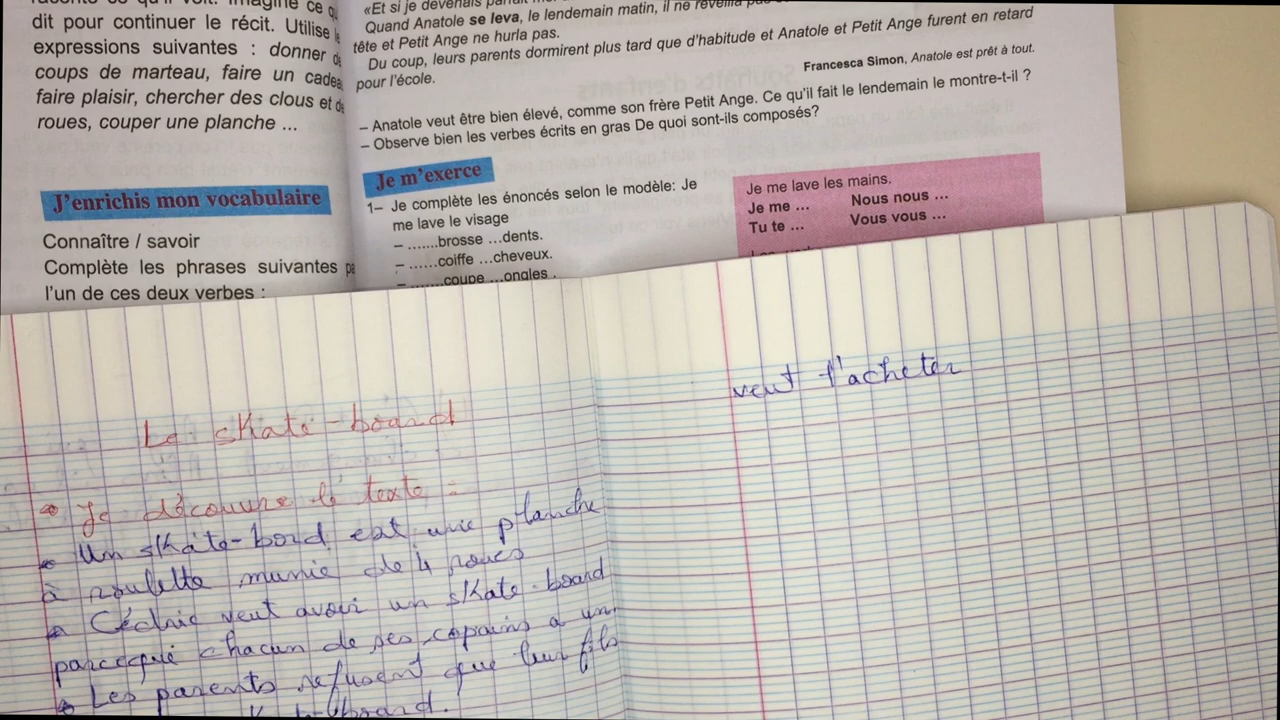 dit pour continuer le récit. Utilise
expressions suivantes : donner
coups de marteau, faire un
faire plaisir, chercher des clous et
roues, couper une planche ...
J'enrichis mon vocabulaire
Connaître / savoir
Complète les phrases suivantes
l'un de ces deux verbes :
«Et si je devenais
Quand Anatole se leva, le lendemain matin, il ne réveilla
tête et Petit Ange ne hurla pas.
Du coup, leurs parents dormirent plus tard que d'habitude et Anatole et Petit Ange furent en retard
pour l'école.
Francesca Simon, Anatole est prêt à tout.
– Anatole veut être bien élevé, comme son frère Petit Ange. Ce qu'il fait le lendemain le montre-t-il ?
– Observe bien les verbes écrits en gras De quoi sont-ils composés?
Je m'exerce
1– Je complète les énoncés selon le modèle: Je
me lave le visage
– .......brosse ...dents.
– ......coiffe ...cheveux.
– .......coupe ...ongles .
Je me lave les mains.
Je me ... Nous nous ...
Tu te ... Vous vous ...
Le skate-board
Je découvre le texte :
Un skate-bord est une planche
à roulette munie de 4 roues
Cédric veut avoir un skate-board
parceque chacun de ses copains a un.
Les parents refusent que leur fils
board.
veut l'acheter